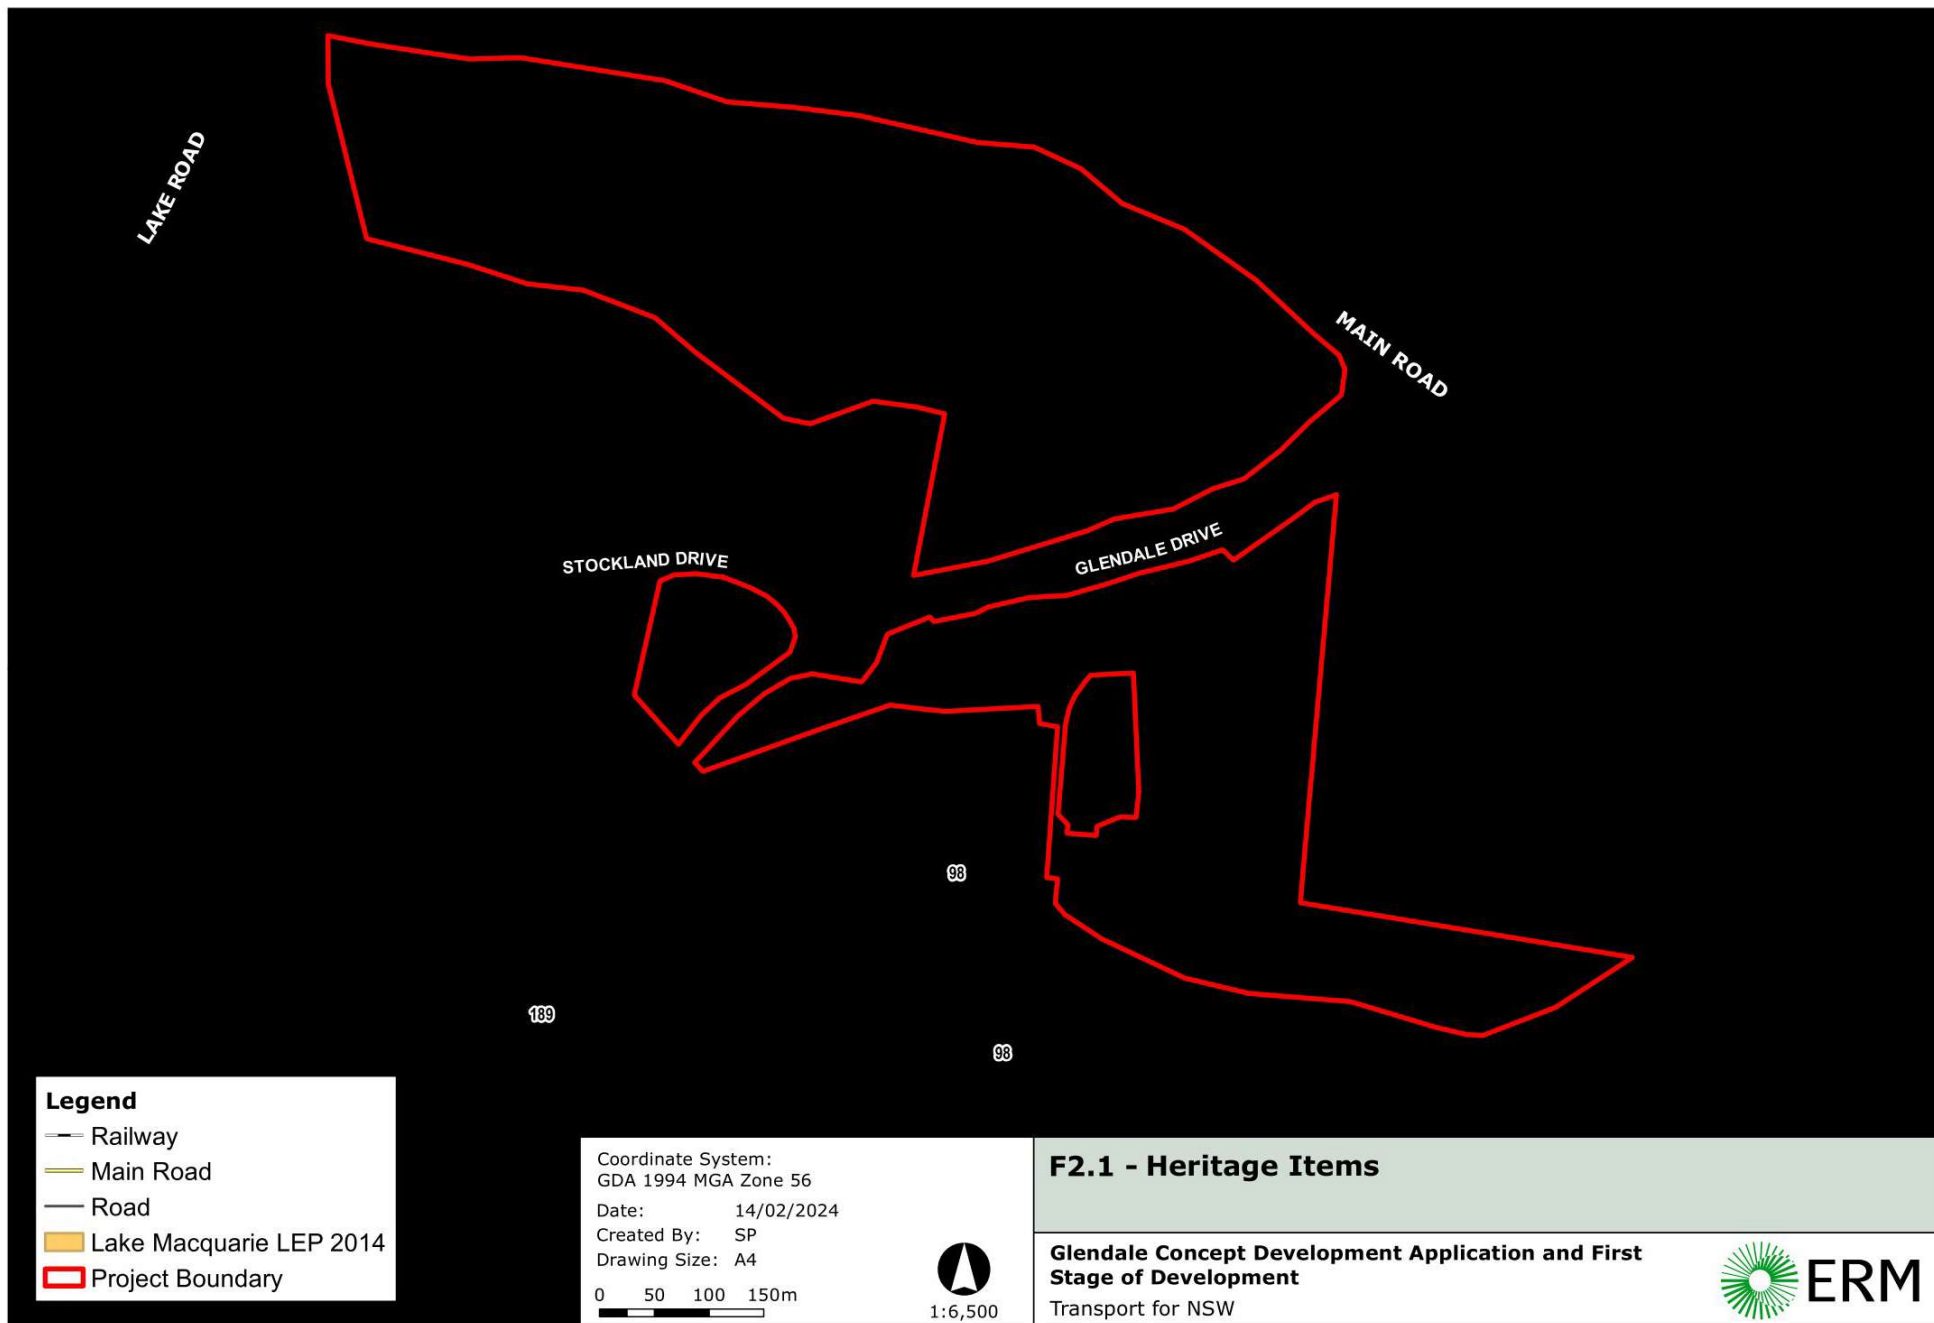 LAKE ROAD
MAIN ROAD
GLENDALE DRIVE
STOCKLAND DRIVE
98
189
98
Legend
Railway
Main Road
Road
Lake Macquarie LEP 2014
Project Boundary
Coordinate System:
GDA 1994 MGA Zone 56
Date: 14/02/2024
Created By: SP
Drawing Size: A4
0 50 100 150m
1:6,500
F2.1 - Heritage Items
Glendale Concept Development Application and First
Stage of Development
Transport for NSW
ERM